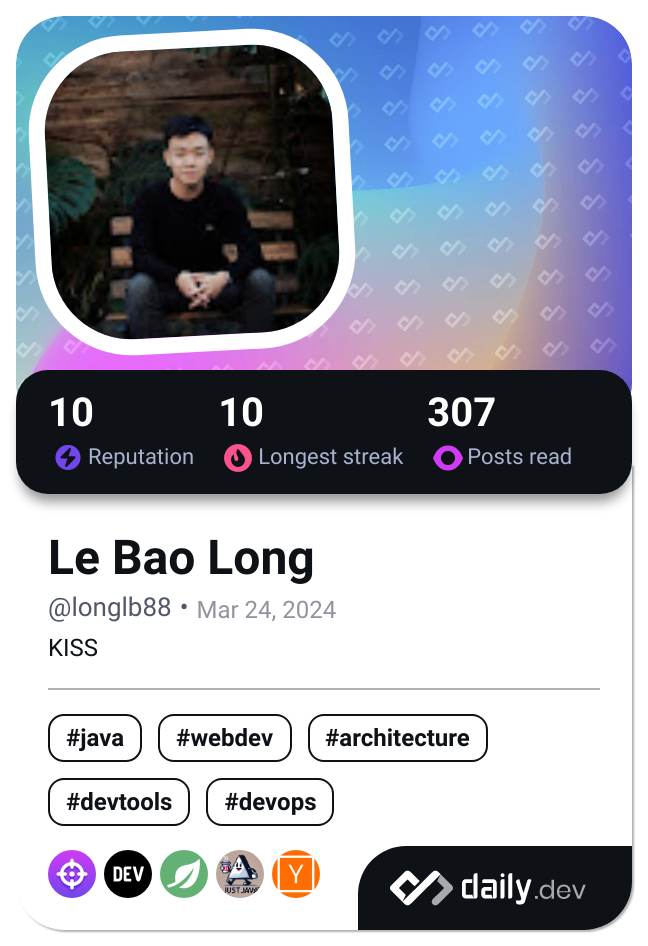 10 10 307
Reputation Longest streak Posts read
Le Bao Long
@longlb88 • Mar 24, 2024
KISS
#java #webdev #architecture
#devtools #devops
DEV JUST JAVA Y
daily.dev